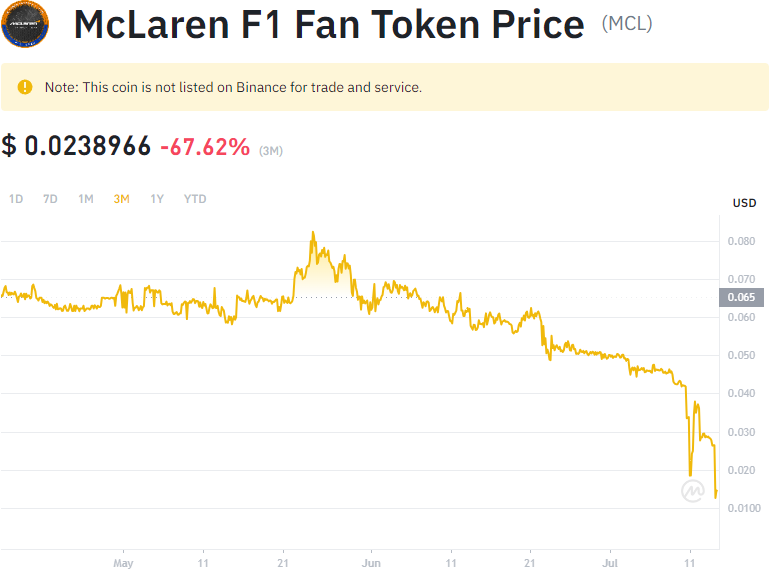 McLaren F1 Fan Token Price (MCL)
Note: This coin is not listed on Binance for trade and service.
$ 0.0238966 -67.62% (3M)
1D 7D 1M 3M 1Y YTD
USD
0.080
0.070
0.065
0.060
0.050
0.040
0.030
0.020
0.0100
May 11 21 Jun 11 21 Jul 11